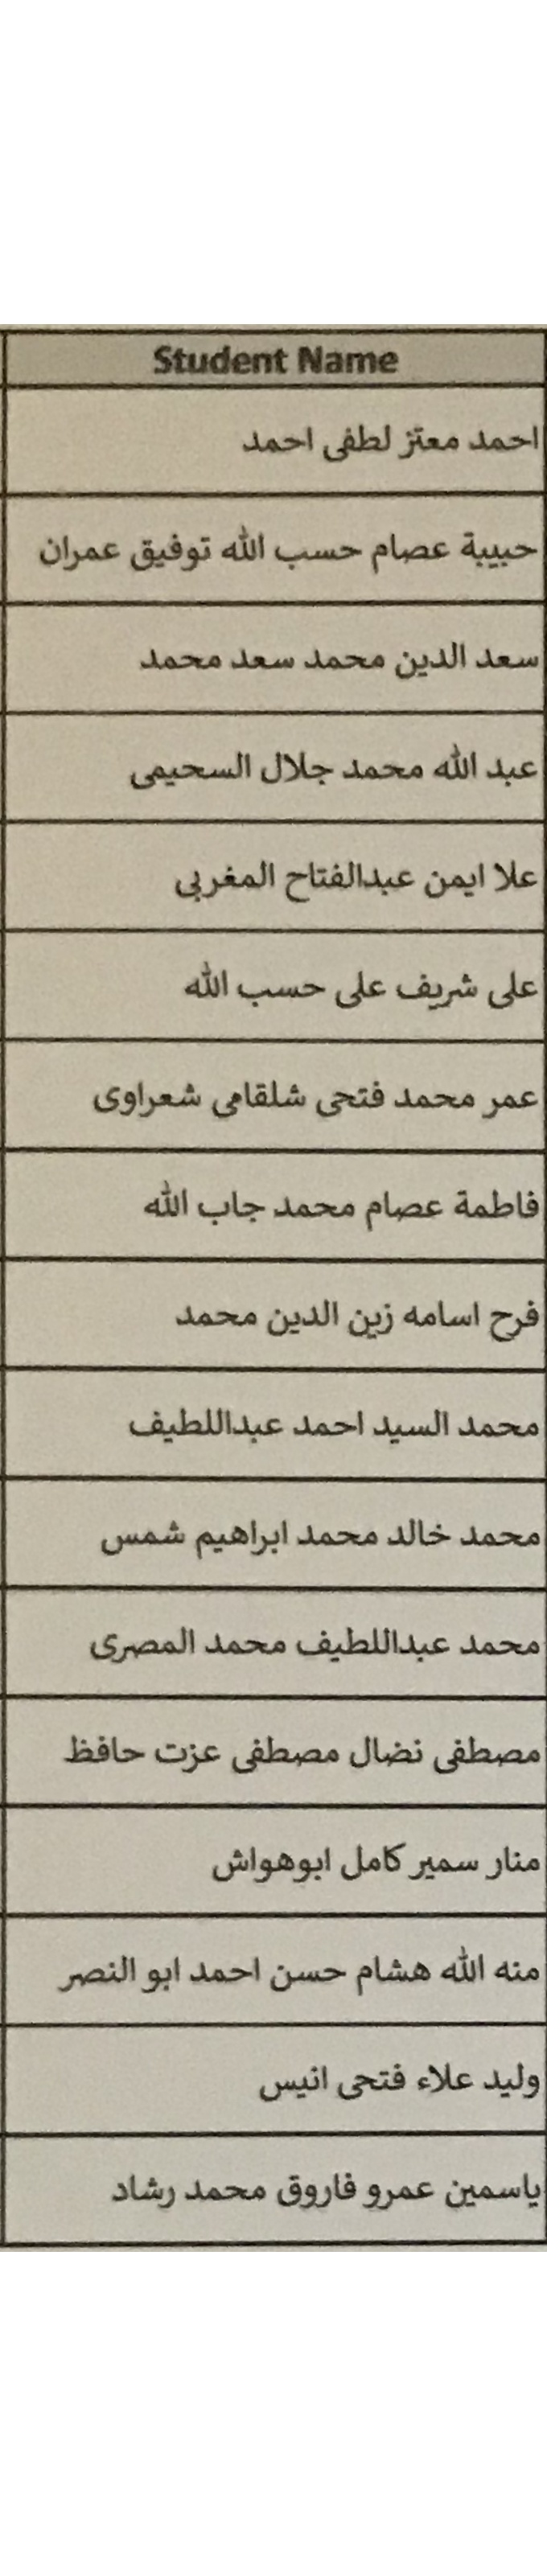 Student Name
احمد معتز لطفى احمد
حبيبة عصام حسب الله توفيق عمران
سعد الدين محمد سعد محمد
عبد الله محمد جلال السحيمى
علا ايمن عبدالفتاح المغربى
على شريف على حسب الله
عمر محمد فتحى شلقامى شعراوى
فاطمة عصام محمد جاب الله
فرح اسامه زين الدين محمد
محمد السيد احمد عبداللطيف
محمد خالد محمد ابراهيم شمس
محمد عبداللطيف محمد المصرى
مصطفى نضال مصطفى عزت حافظ
منار سمير كامل ابوهواش
منه الله هشام حسن احمد ابو النصر
وليد علاء فتحى انيس
ياسمين عمرو فاروق محمد رشاد